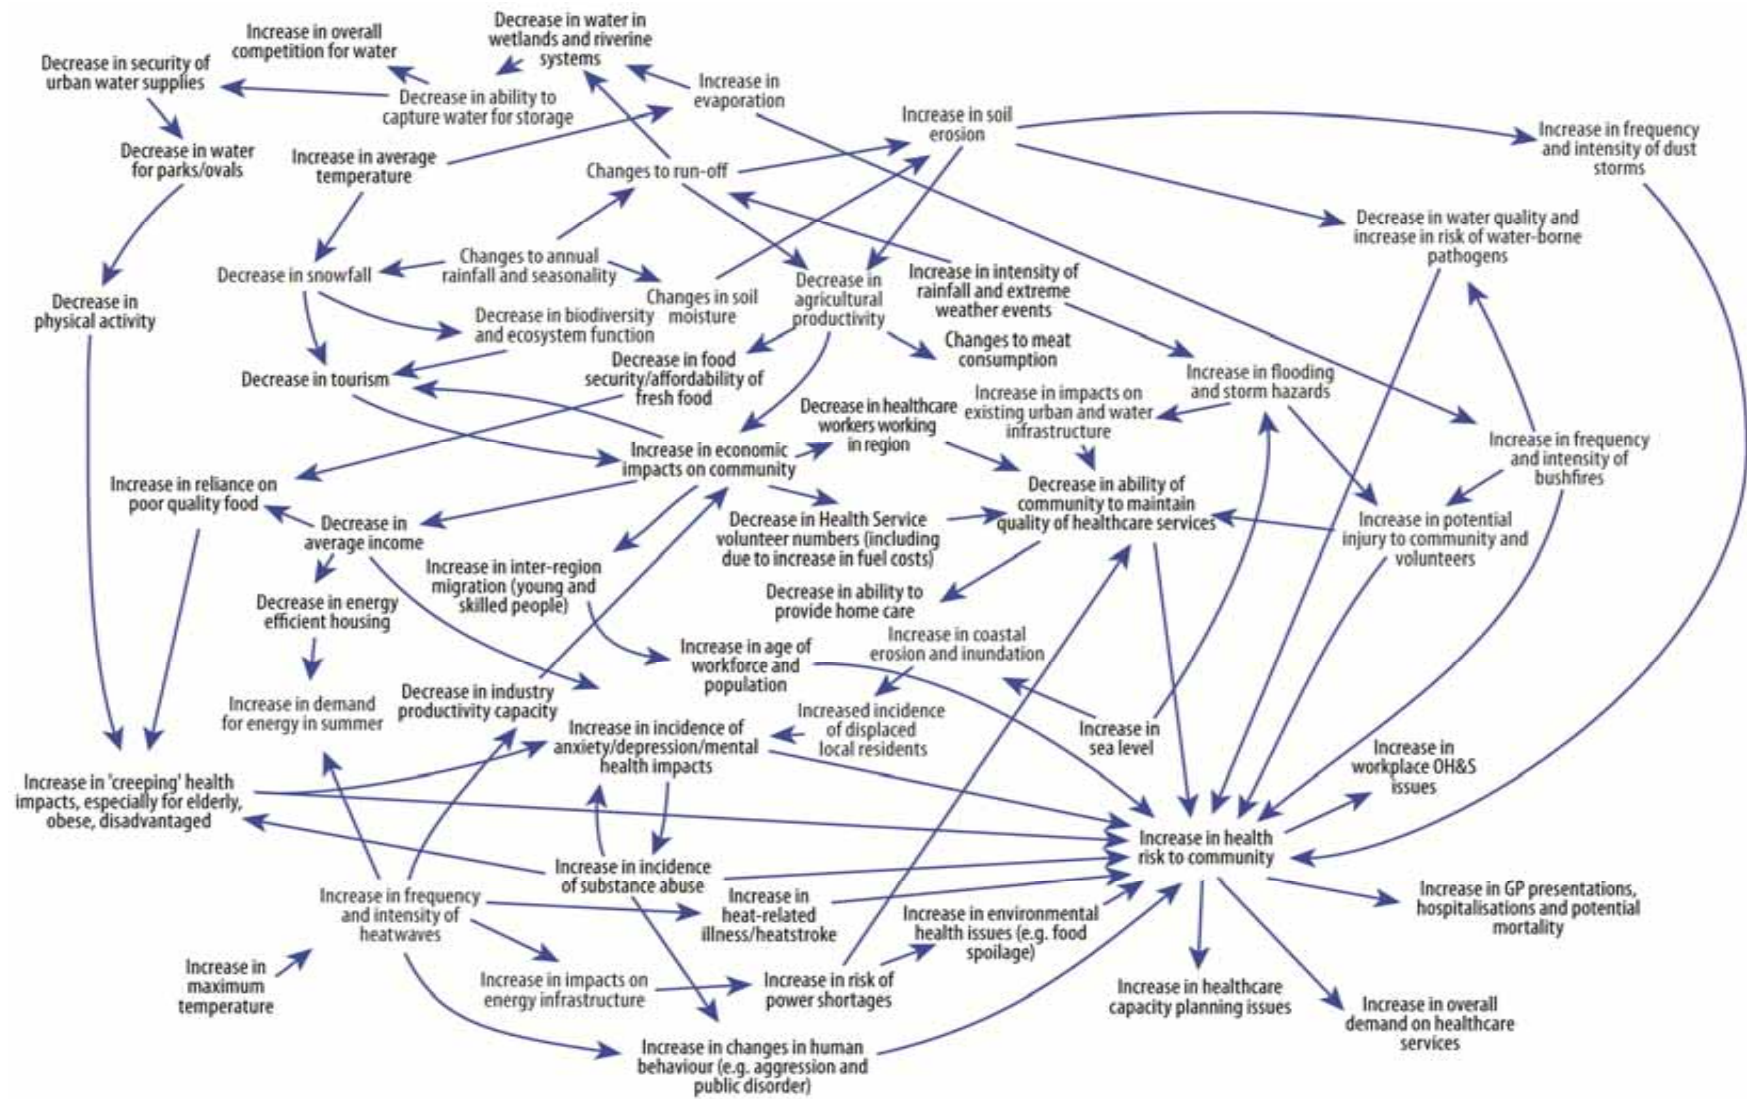 Decrease in water in
wetlands and riverine
systems
Increase in overall
competition for water
Decrease in security of
urban water supplies
Increase in
evaporation
Decrease in ability to
capture water for storage
Increase in soil
erosion
Increase in frequency
and intensity of dust
storms
Decrease in water
for parks/ovals
Increase in average
temperature
Changes to run-off
Decrease in water quality and
increase in risk of water-borne
pathogens
Decrease in snowfall
Changes to annual
rainfall and seasonality
Changes in soil
moisture
Decrease in
agricultural
productivity
Increase in intensity of
rainfall and extreme
weather events
Decrease in
physical activity
Decrease in biodiversity
and ecosystem function
Changes to meat
consumption
Decrease in tourism
Decrease in food
security/affordability of
fresh food
Increase in flooding
and storm hazards
Increase in impacts on
existing urban and water
infrastructure
Decrease in healthcare
workers working
in region
Increase in economic
impacts on community
Increase in frequency
and intensity of
bushfires
Increase in reliance on
poor quality food
Decrease in ability of
community to maintain
quality of healthcare services
Decrease in
average income
Decrease in Health Service
volunteer numbers (including
due to increase in fuel costs)
Increase in potential
injury to community and
volunteers
Increase in inter-region
migration (young and
skilled people)
Decrease in energy
efficient housing
Decrease in ability to
provide home care
Increase in coastal
erosion and inundation
Increase in age of
workforce and
population
Increase in demand
for energy in summer
Decrease in industry
productivity capacity
Increase in incidence of
anxiety/depression/mental
health impacts
Increased incidence
of displaced
local residents
Increase in
sea level
Increase in
workplace OH&S
issues
Increase in 'creeping' health
impacts, especially for elderly,
obese, disadvantaged
Increase in health
risk to community
Increase in incidence
of substance abuse
Increase in frequency
and intensity of
heatwaves
Increase in
heat-related
illness/heatstroke
Increase in environmental
health issues (e.g. food
spoilage)
Increase in GP presentations,
hospitalisations and potential
mortality
Increase in
maximum
temperature
Increase in impacts on
energy infrastructure
Increase in risk of
power shortages
Increase in healthcare
capacity planning issues
Increase in overall
demand on healthcare
services
Increase in changes in human
behaviour (e.g. aggression and
public disorder)